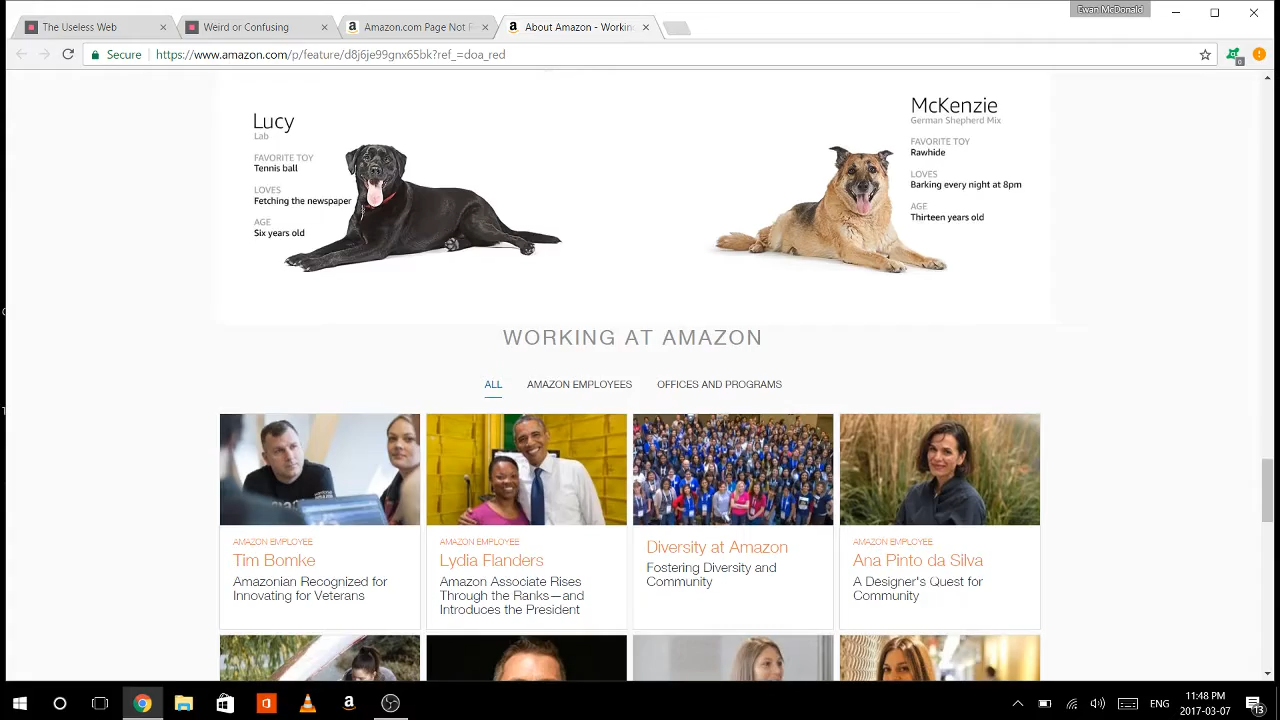 Ewan McDonald
The Useless Web
Weird or Confusing
Amazon.com Page Not F
About Amazon - Workin
Secure
https://www.amazon.com/p/feature/d8j6je99gnx65bk?ref_=doa_red
Lucy
Lab
FAVORITE TOY
Tennis ball
LOVES
Fetching the newspaper
AGE
Six years old
McKenzie
German Shepherd Mix
FAVORITE TOY
Rawhide
LOVES
Barking every night at 8pm
AGE
Thirteen years old
WORKING AT AMAZON
ALL
AMAZON EMPLOYEES
OFFICES AND PROGRAMS
AMAZON EMPLOYEE
Tim Bomke
Amazonian Recognized for
Innovating for Veterans
AMAZON EMPLOYEE
Lydia Flanders
Amazon Associate Rises
Through the Ranks—and
Introduces the President
Diversity at Amazon
Fostering Diversity and
Community
AMAZON EMPLOYEE
Ana Pinto da Silva
A Designer's Quest for
Community
ENG
11:48 PM
2017-03-07
13